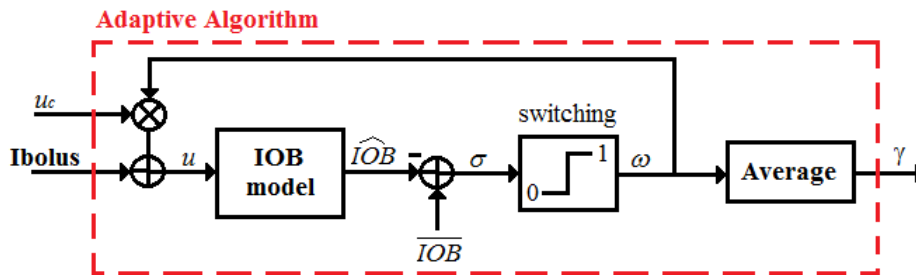 Adaptive Algorithm
u_c
switching
Ibolus
u
IOB
model
\widehat{IOB}
-
σ
0
1
ω
Average
γ
\overline{IOB}